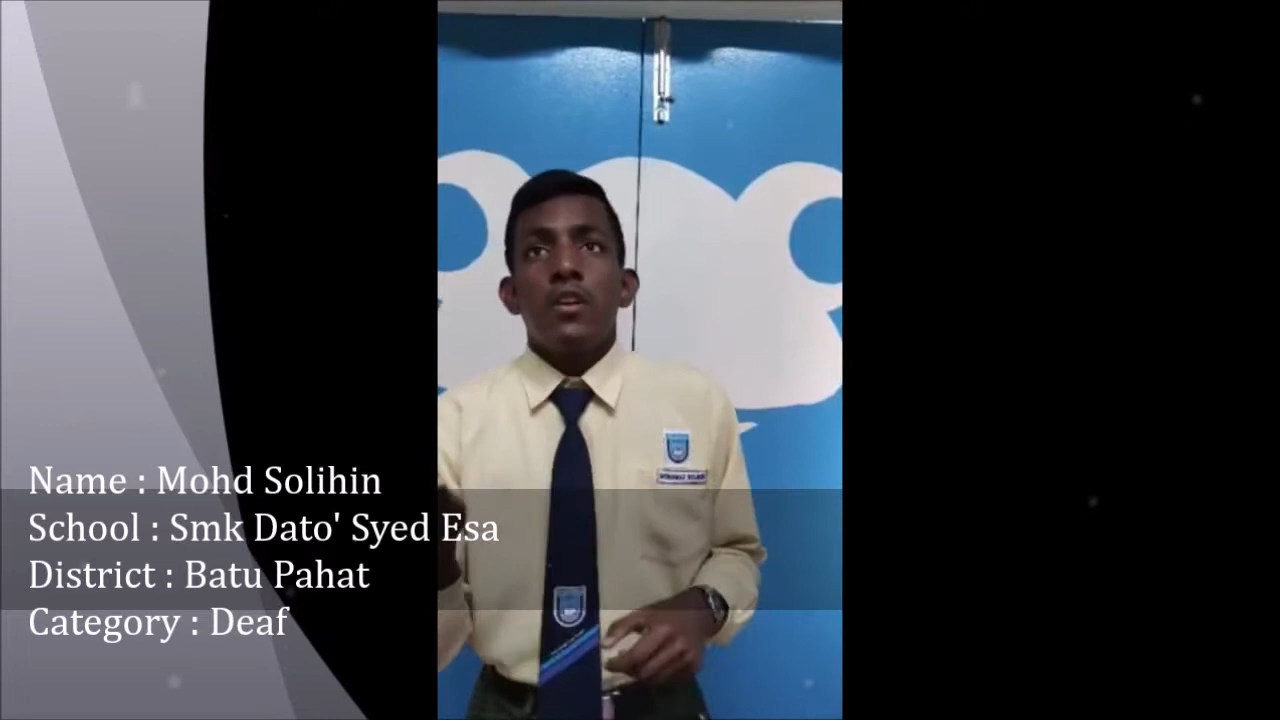 Name : Mohd Solihin
School : Smk Dato' Syed Esa
District : Batu Pahat
Category : Deaf